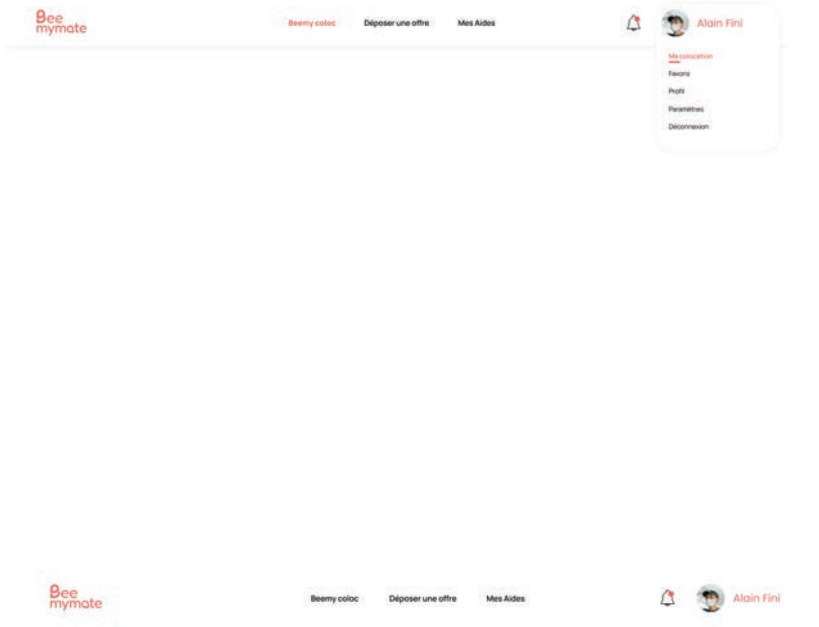 Bee
mymate
Beemy coloc Déposer une offre Mes Aides
Alain Fini
Ma colocation
Favoris
Profil
Paramètres
Déconnexion
Bee
mymate
Beemy coloc Déposer une offre Mes Aides
Alain Fini